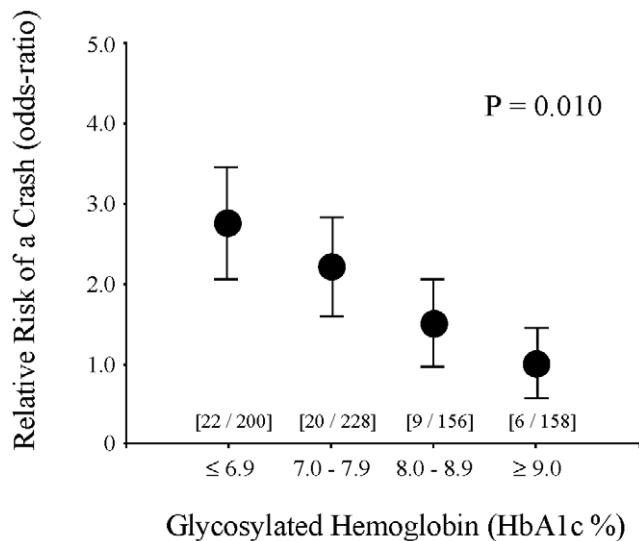 Relative Risk of a Crash (odds-ratio)
5.0
4.0
3.0
2.0
1.0
0
P = 0.010
[22 / 200] [20 / 228] [9 / 156] [6 / 158]
≤ 6.9 7.0 - 7.9 8.0 - 8.9 ≥ 9.0
Glycosylated Hemoglobin (HbA1c %)